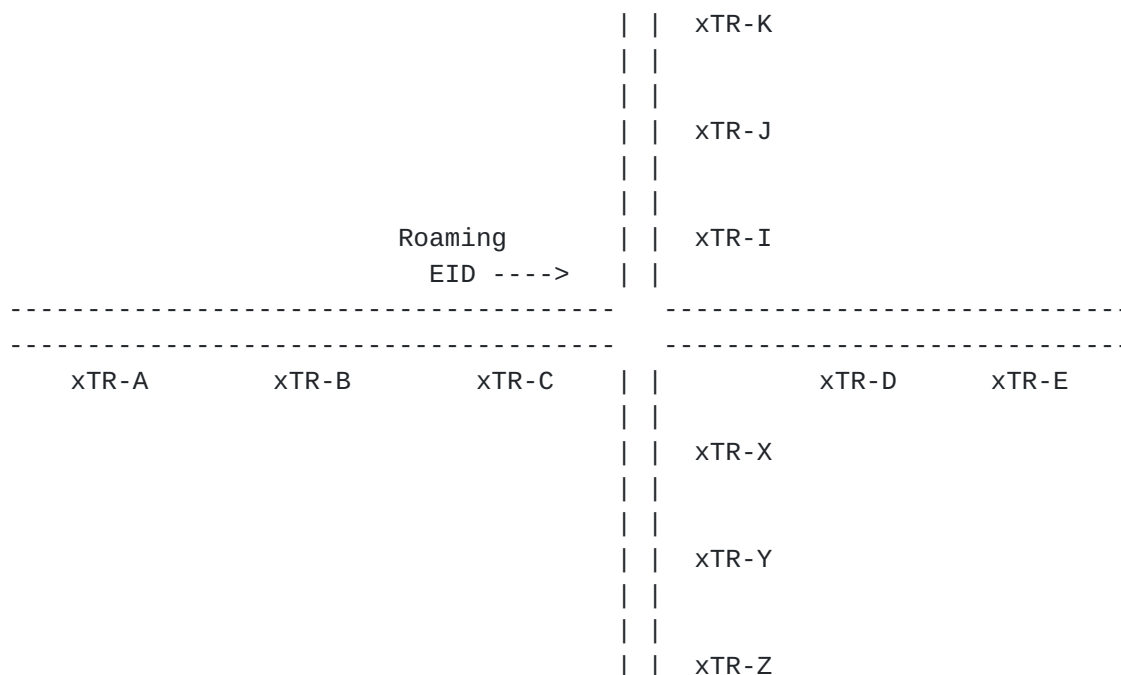 | | xTR-K
| |
| |
| | xTR-J
| |
| |
Roaming | | xTR-I
EID ----> | |
--------------------------------------- ------------------------------
--------------------------------------- ------------------------------
xTR-A xTR-B xTR-C | | xTR-D xTR-E
| |
| | xTR-X
| |
| |
| | xTR-Y
| |
| |
| | xTR-Z